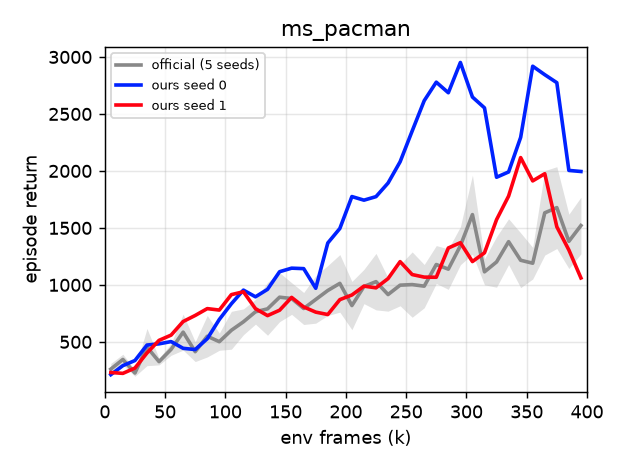 ms_pacman
official (5 seeds)
ours seed 0
ours seed 1
episode return
3000
2500
2000
1500
1000
500
0 50 100 150 200 250 300 350 400
env frames (k)